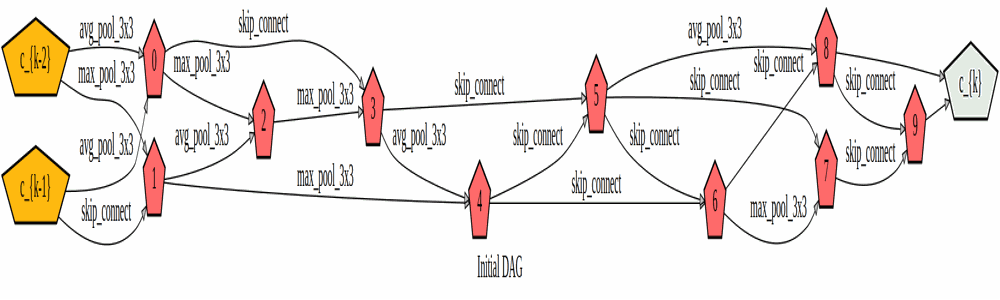 c_{k-2}
avg_pool_3x3
max_pool_3x3
0
skip_connect
max_pool_3x3
c_{k-1}
avg_pool_3x3
skip_connect
1
avg_pool_3x3
max_pool_3x3
2
max_pool_3x3
3
skip_connect
avg_pool_3x3
4
skip_connect
skip_connect
5
avg_pool_3x3
skip_connect
skip_connect
6
skip_connect
max_pool_3x3
8
7
skip_connect
skip_connect
9
c_{k}
Initial DAG